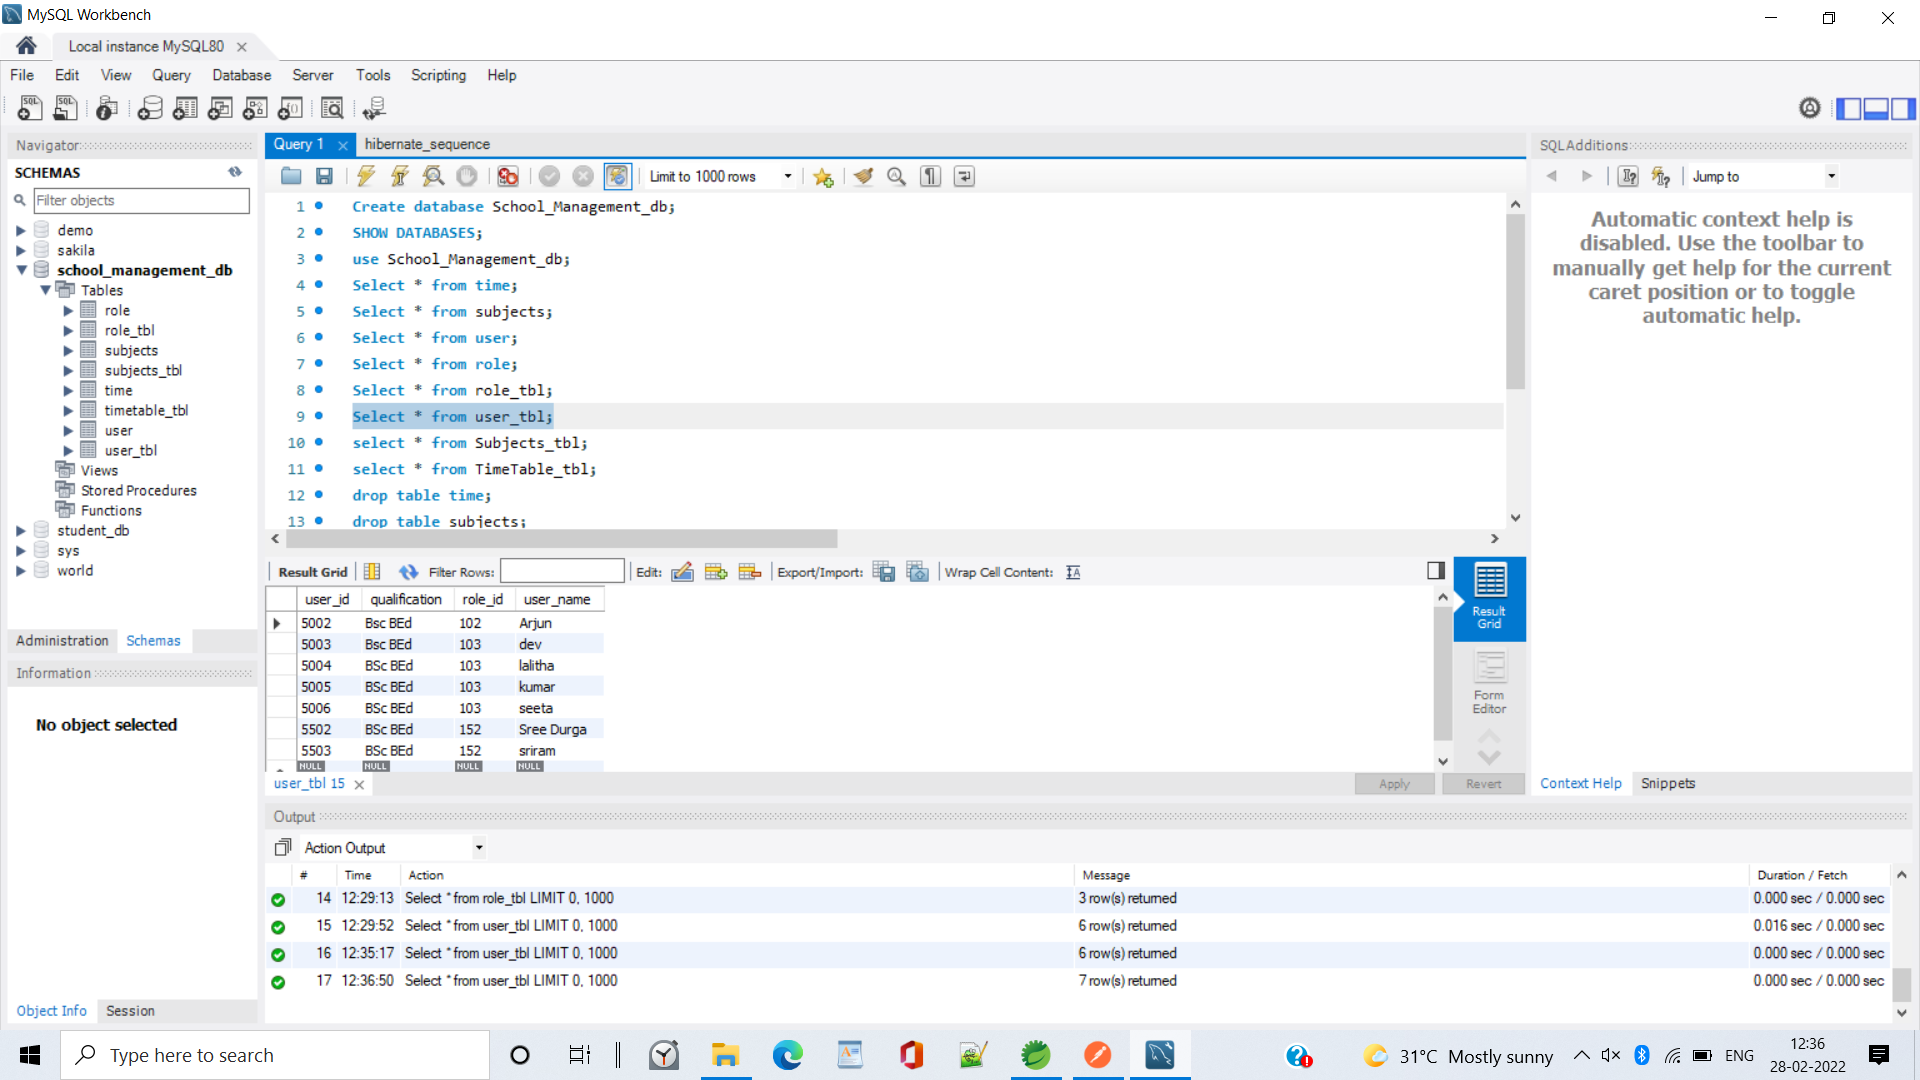 MySQL Workbench
Local instance MySQL80
File Edit View Query Database Server Tools Scripting Help
Navigator
SCHEMAS
Filter objects
demo
sakila
school_management_db
Tables
role
role_tbl
subjects
subjects_tbl
time
timetable_tbl
user
user_tbl
Views
Stored Procedures
Functions
student_db
sys
world
Administration Schemas
Information
No object selected
Object Info Session
Query 1 hibernate_sequence
Limit to 1000 rows
1 Create database School_Management_db;
2 SHOW DATABASES;
3 use School_Management_db;
4 Select * from time;
5 Select * from subjects;
6 Select * from user;
7 Select * from role;
8 Select * from role_tbl;
9 Select * from user_tbl;
10 select * from Subjects_tbl;
11 select * from TimeTable_tbl;
12 drop table time;
13 drop table subjects;
Result Grid Filter Rows: Edit: Export/Import: Wrap Cell Content:
user_id qualification role_id user_name
5002 Bsc BEd 102 Arjun
5003 Bsc BEd 103 dev
5004 BSc BEd 103 lalitha
5005 BSc BEd 103 kumar
5006 BSc BEd 103 seeta
5502 BSc BEd 152 Sree Durga
5503 BSc BEd 152 sriram
NULL NULL NULL NULL
Result
Grid
Form
Editor
user_tbl 15
Apply Revert
SQLAdditions
Jump to
Automatic context help is
disabled. Use the toolbar to
manually get help for the current
caret position or to toggle
automatic help.
Context Help Snippets
Output
Action Output
# Time Action Message Duration / Fetch
14 12:29:13 Select * from role_tbl LIMIT 0, 1000 3 row(s) returned 0.000 sec / 0.000 sec
15 12:29:52 Select * from user_tbl LIMIT 0, 1000 6 row(s) returned 0.016 sec / 0.000 sec
16 12:35:17 Select * from user_tbl LIMIT 0, 1000 6 row(s) returned 0.000 sec / 0.000 sec
17 12:36:50 Select * from user_tbl LIMIT 0, 1000 7 row(s) returned 0.000 sec / 0.000 sec
Type here to search
31°C Mostly sunny
ENG
12:36
28-02-2022